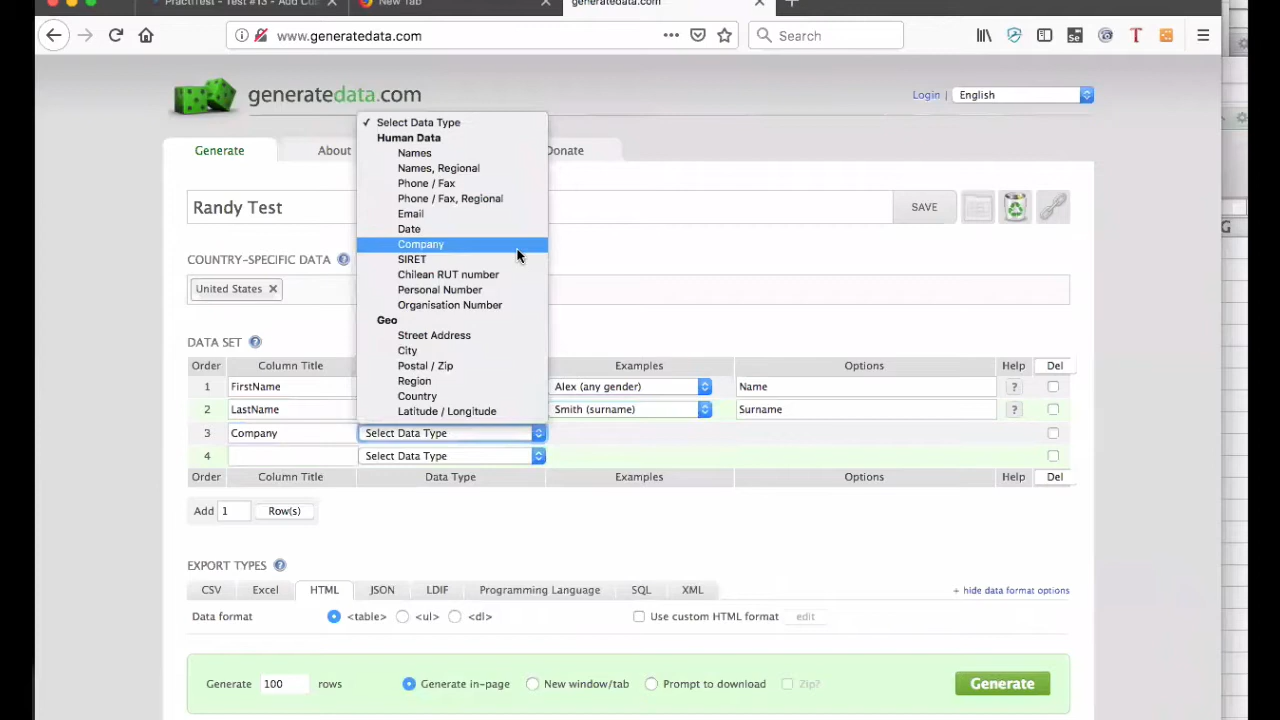 PractiTest - Test #13 - Add Cu
New Tab
generatedata.com
www.generatedata.com
Search
generatedata.com
Login
English
Generate
About
Donate
Select Data Type
Human Data
Names
Names, Regional
Phone / Fax
Phone / Fax, Regional
Email
Date
Company
SIRET
Chilean RUT number
Personal Number
Organisation Number
Geo
Street Address
City
Postal / Zip
Region
Country
Latitude / Longitude
Randy Test
SAVE
COUNTRY-SPECIFIC DATA ?
United States
DATA SET ?
Order Column Title Examples Options Help Del
1 FirstName Alex (any gender) Name ?
2 LastName Smith (surname) Surname ?
3 Company Select Data Type
4 Select Data Type
Order Column Title Data Type Examples Options Help Del
Add 1 Row(s)
EXPORT TYPES ?
CSV Excel HTML JSON LDIF Programming Language SQL XML + hide data format options
Data format <table> <ul> <dl> Use custom HTML format edit
Generate 100 rows Generate in-page New window/tab Prompt to download Zip? Generate